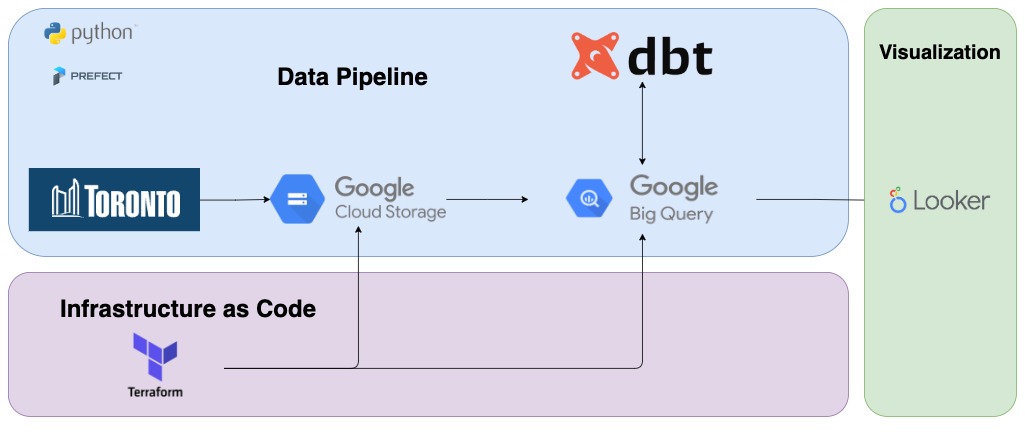 python
PREFECT
Data Pipeline
dbt
Visualization
TORONTO
Google
Cloud Storage
Google
Big Query
Looker
Infrastructure as Code
Terraform